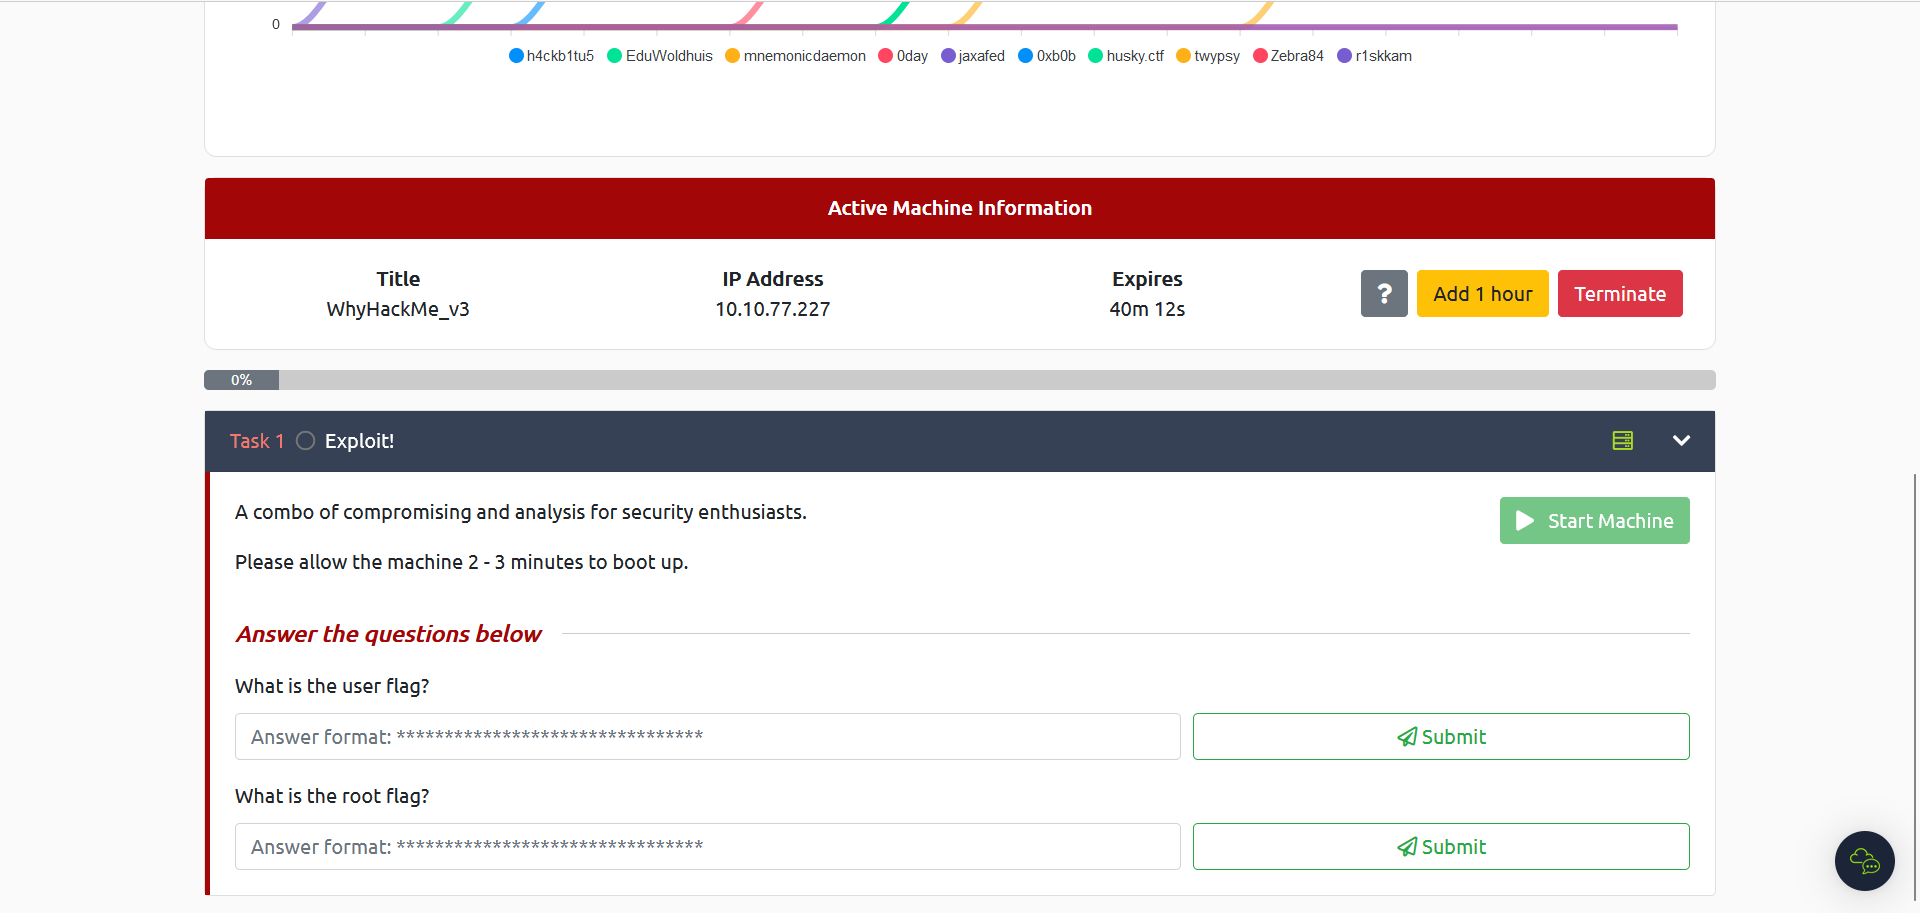 0
h4ckb1tu5 EduWoldhuis mnemonicdaemon 0day jaxafed 0xb0b husky.ctf twypsy Zebra84 r1skkam
Active Machine Information
Title IP Address Expires
WhyHackMe_v3 10.10.77.227 40m 12s
? Add 1 hour Terminate
0%
Task 1 Exploit!
A combo of compromising and analysis for security enthusiasts.
Start Machine
Please allow the machine 2 - 3 minutes to boot up.
Answer the questions below
What is the user flag?
Answer format: ******************************** Submit
What is the root flag?
Answer format: ******************************** Submit